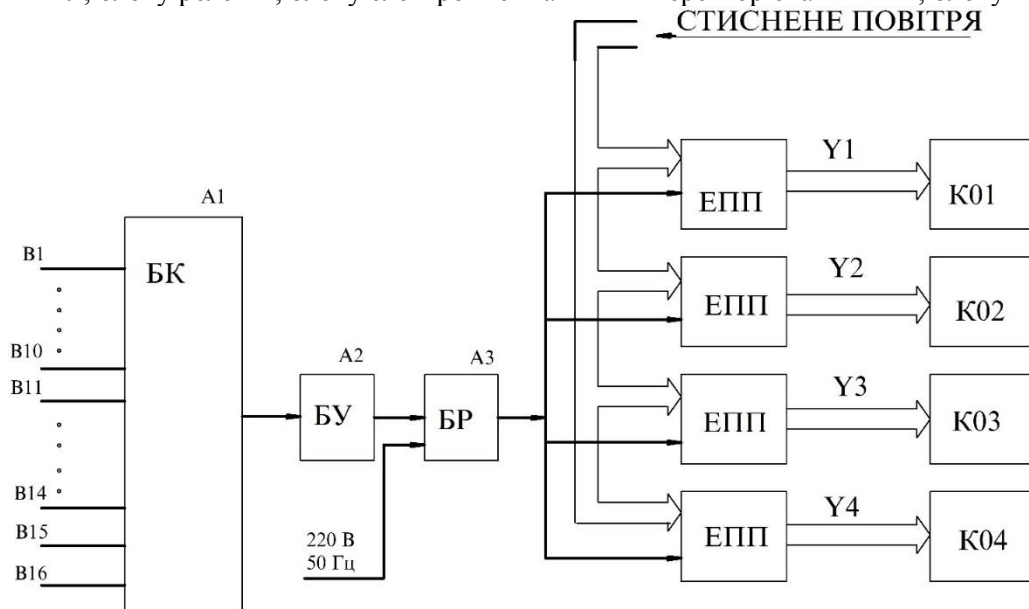 СТИСНЕНЕ ПОВІТРЯ
A1
БК
B1
B10
B11
B14
B15
B16
A2
БУ
A3
БР
220 В
50 Гц
ЕПП
Y1
К01
ЕПП
Y2
К02
ЕПП
Y3
К03
ЕПП
Y4
К04